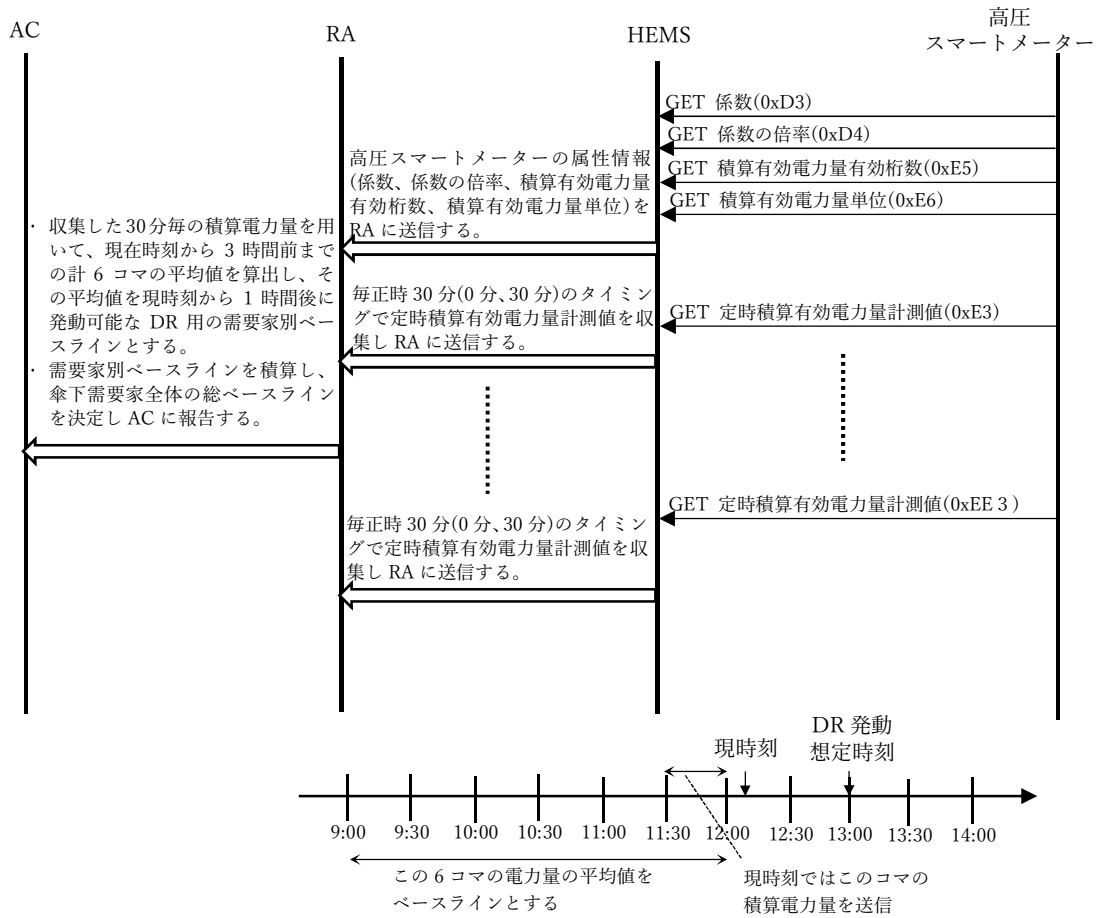 AC
RA
HEMS
高圧
スマートメーター
GET 係数(0xD3)
GET 係数の倍率(0xD4)
GET 積算有効電力量有効桁数(0xE5)
GET 積算有効電力量単位(0xE6)
高圧スマートメーターの属性情報
(係数、係数の倍率、積算有効電力量
有効桁数、積算有効電力量単位)を
RA に送信する。
・ 収集した30分毎の積算電力量を用
いて、現在時刻から 3 時間前まで
の計 6 コマの平均値を算出し、そ
の平均値を現時刻から 1 時間後に
発動可能な DR 用の需要家別ベー
スラインとする。
・ 需要家別ベースラインを積算し、
傘下需要家全体の総ベースライン
を決定し AC に報告する。
毎正時 30 分(0 分、30 分)のタイミン
グで定時積算有効電力量計測値を収
集し RA に送信する。
GET 定時積算有効電力量計測値(0xE3)
GET 定時積算有効電力量計測値(0xEE３)
毎正時 30 分(0 分、30 分)のタイミン
グで定時積算有効電力量計測値を収
集し RA に送信する。
現時刻
DR 発動
想定時刻
9:00 9:30 10:00 10:30 11:00 11:30 12:00 12:30 13:00 13:30 14:00
この 6 コマの電力量の平均値を
ベースラインとする
現時刻ではこのコマの
積算電力量を送信